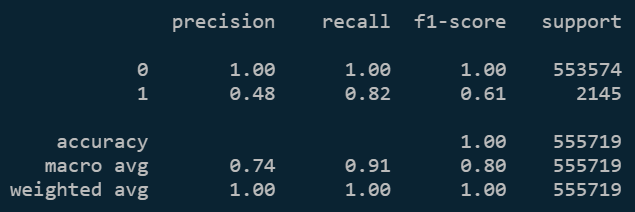 precision recall f1-score support
0 1.00 1.00 1.00 553574
1 0.48 0.82 0.61 2145
accuracy 1.00 555719
macro avg 0.74 0.91 0.80 555719
weighted avg 1.00 1.00 1.00 555719